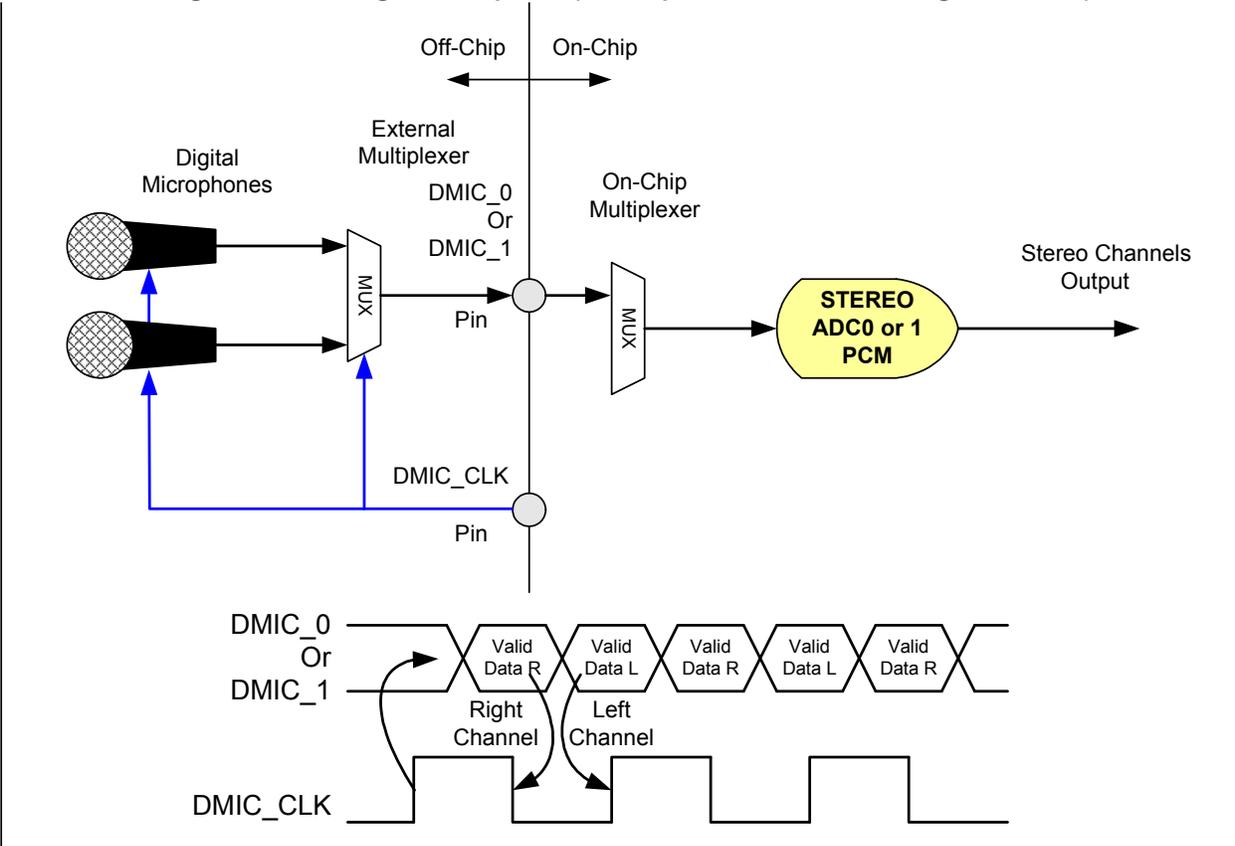 Off-Chip
On-Chip
External
Multiplexer
Digital
Microphones
DMIC_0
Or
DMIC_1
On-Chip
Multiplexer
Stereo Channels
Output
MUX
Pin
MUX
STEREO
ADC0 or 1
PCM
DMIC_CLK
Pin
DMIC_0
Or
DMIC_1
Valid
Data R
Valid
Data L
Valid
Data R
Valid
Data L
Valid
Data R
Right
Channel
Left
Channel
DMIC_CLK